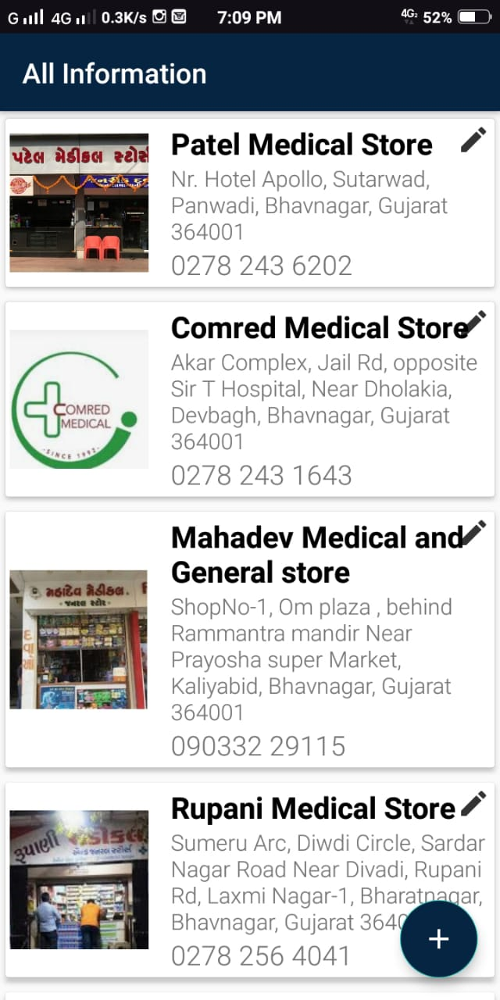 G 4G 0.3K/s 7:09 PM 4G₂ 52%
All Information
પટેલ મેડીકલ સ્ટોર્સ
Patel Medical Store
Nr. Hotel Apollo, Sutarwad,
Panwadi, Bhavnagar, Gujarat
364001
0278 243 6202
COMRED
MEDICAL
-SINCE 1992-
Comred Medical Store
Akar Complex, Jail Rd, opposite
Sir T Hospital, Near Dholakia,
Devbagh, Bhavnagar, Gujarat
364001
0278 243 1643
મહાદેવ મેડીકલ.
• જનરલ સ્ટોર •
દવાઓ
Mahadev Medical and
General store
ShopNo-1, Om plaza , behind
Rammantra mandir Near
Prayosha super Market,
Kaliyabid, Bhavnagar, Gujarat
364001
090332 29115
રૂપાણી મેડીકલ
એન્ડ જનરલ સ્ટોર્સ
Rupani Medical Store
Sumeru Arc, Diwdi Circle, Sardar
Nagar Road Near Divadi, Rupani
Rd, Laxmi Nagar-1, Bharatnagar,
Bhavnagar, Gujarat 3640
0278 256 4041
+